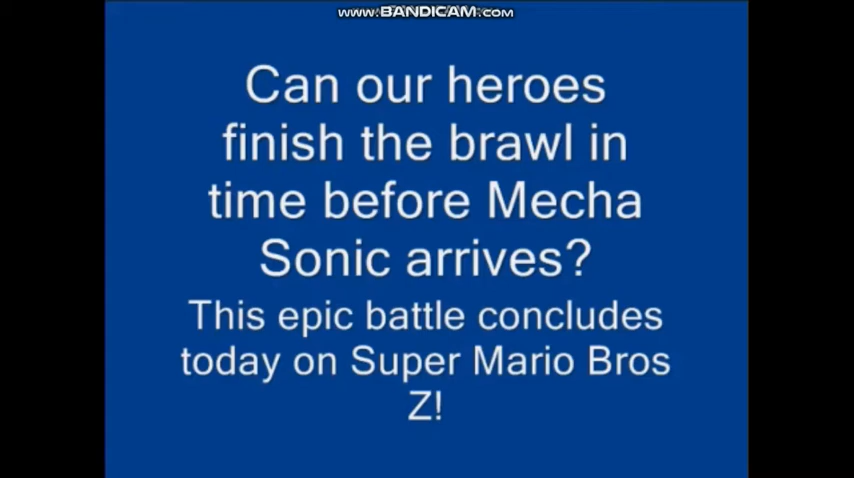 www.BANDICAM.com
Can our heroes
finish the brawl in
time before Mecha
Sonic arrives?
This epic battle concludes
today on Super Mario Bros
Z!